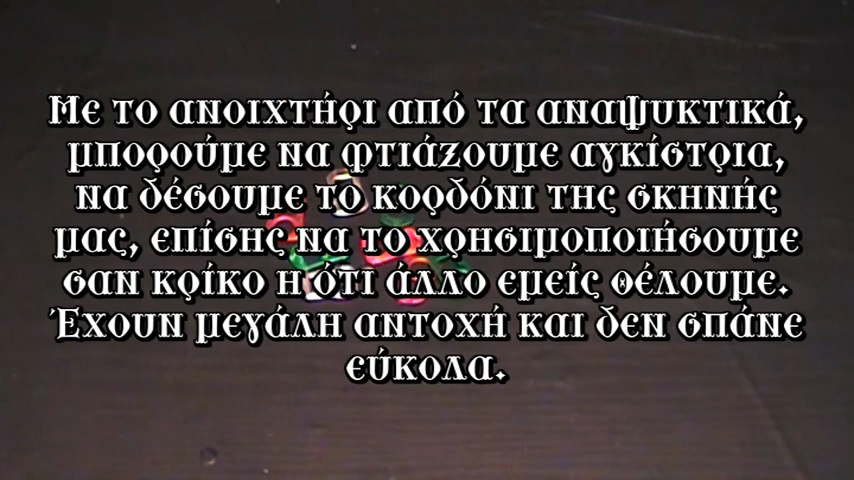 Με το ανοιχτήρι από τα αναψυκτικά,
μπορούμε να φτιάξουμε αγκίστρια,
να δέσουμε το κορδόνι της σκηνής
μας, επίσης να το χρησιμοποιήσουμε
σαν κρίκο η ότι άλλο εμείς θέλουμε.
Έχουν μεγάλη αντοχή και δεν σπάνε
εύκολα.